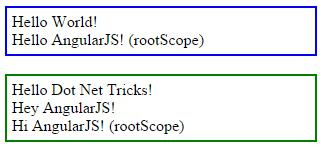 Hello World!
Hello AngularJS! (rootScope)
Hello Dot Net Tricks!
Hey AngularJS!
Hi AngularJS! (rootScope)